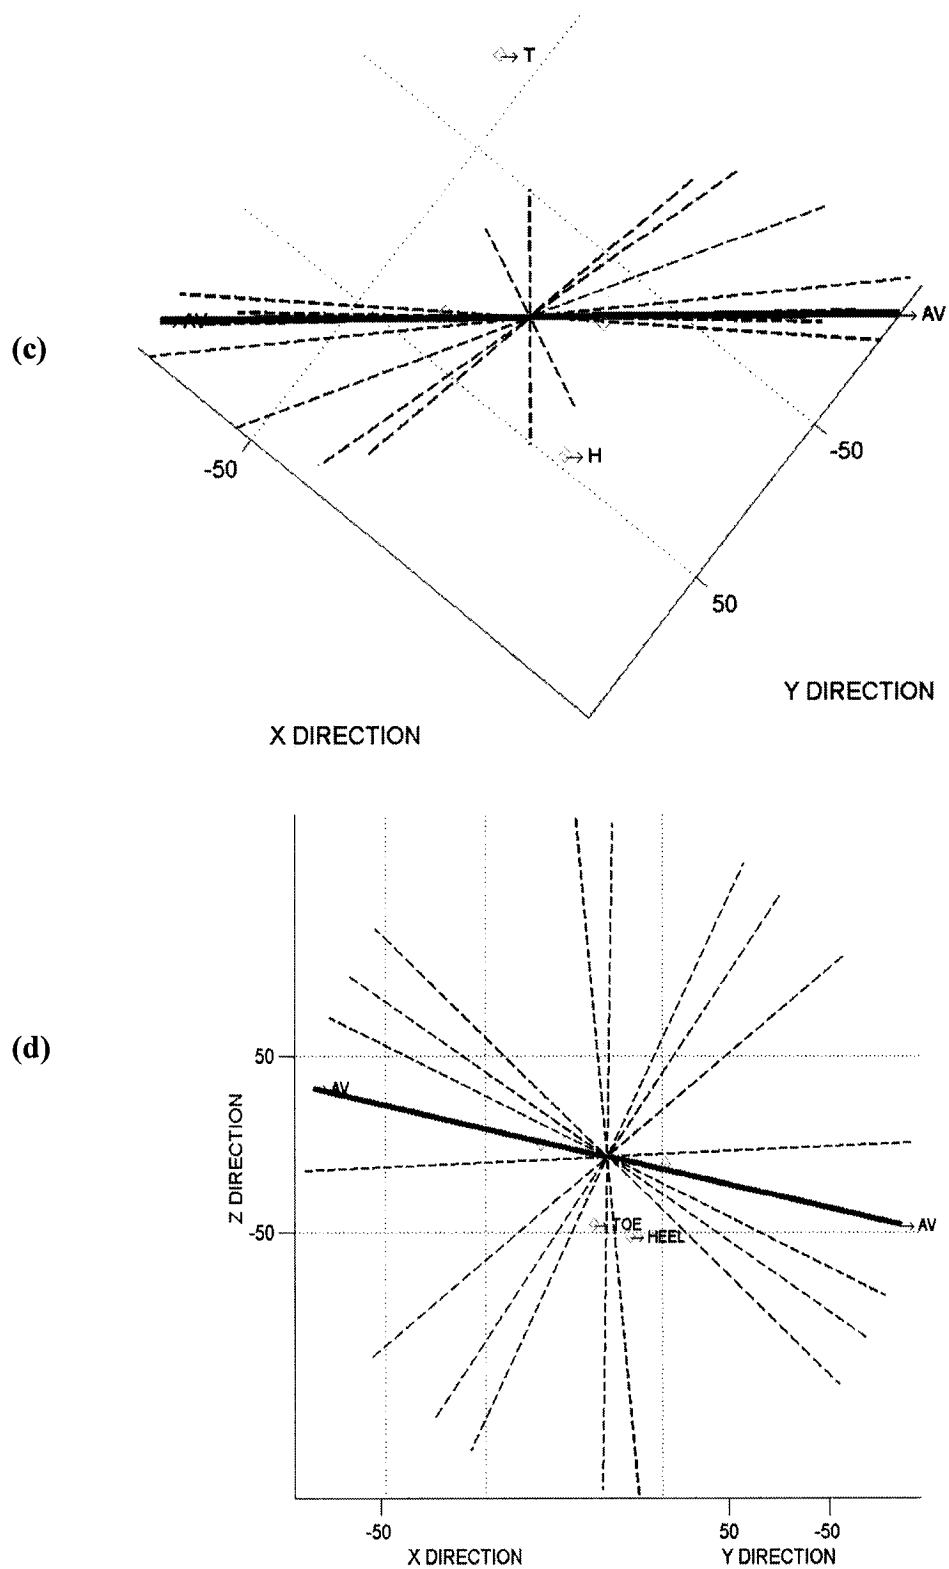 T
AV
AV
(c)
-50
-50
H
50
Y DIRECTION
X DIRECTION
(d)
50
AV
Z DIRECTION
TOE
-50
HEEL
AV
-50
50
-50
X DIRECTION
Y DIRECTION